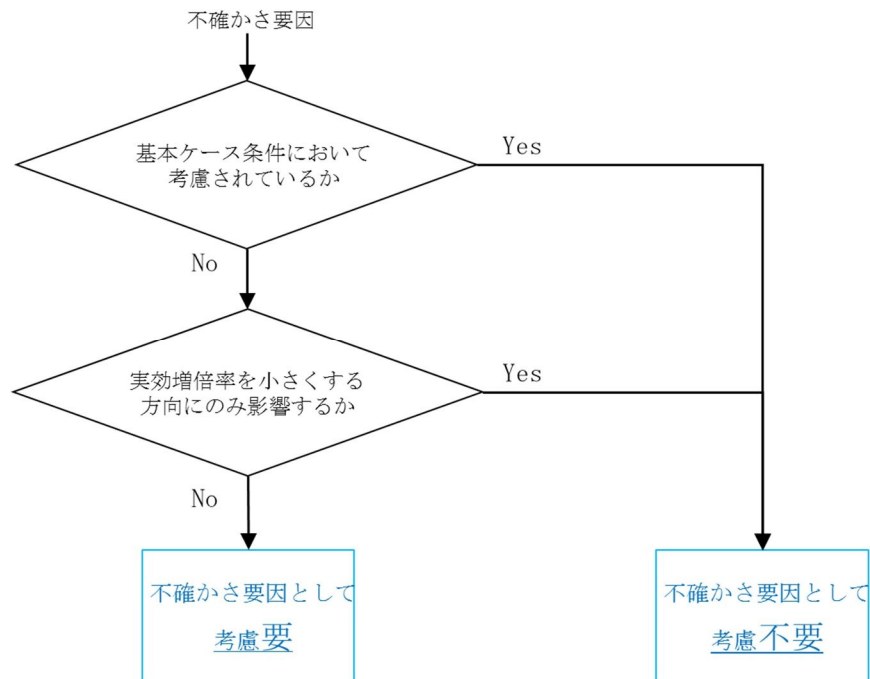 不確かさ要因
基本ケース条件において
考慮されているか
Yes
No
実効増倍率を小さくする
方向にのみ影響するか
Yes
No
不確かさ要因として
考慮要
不確かさ要因として
考慮不要